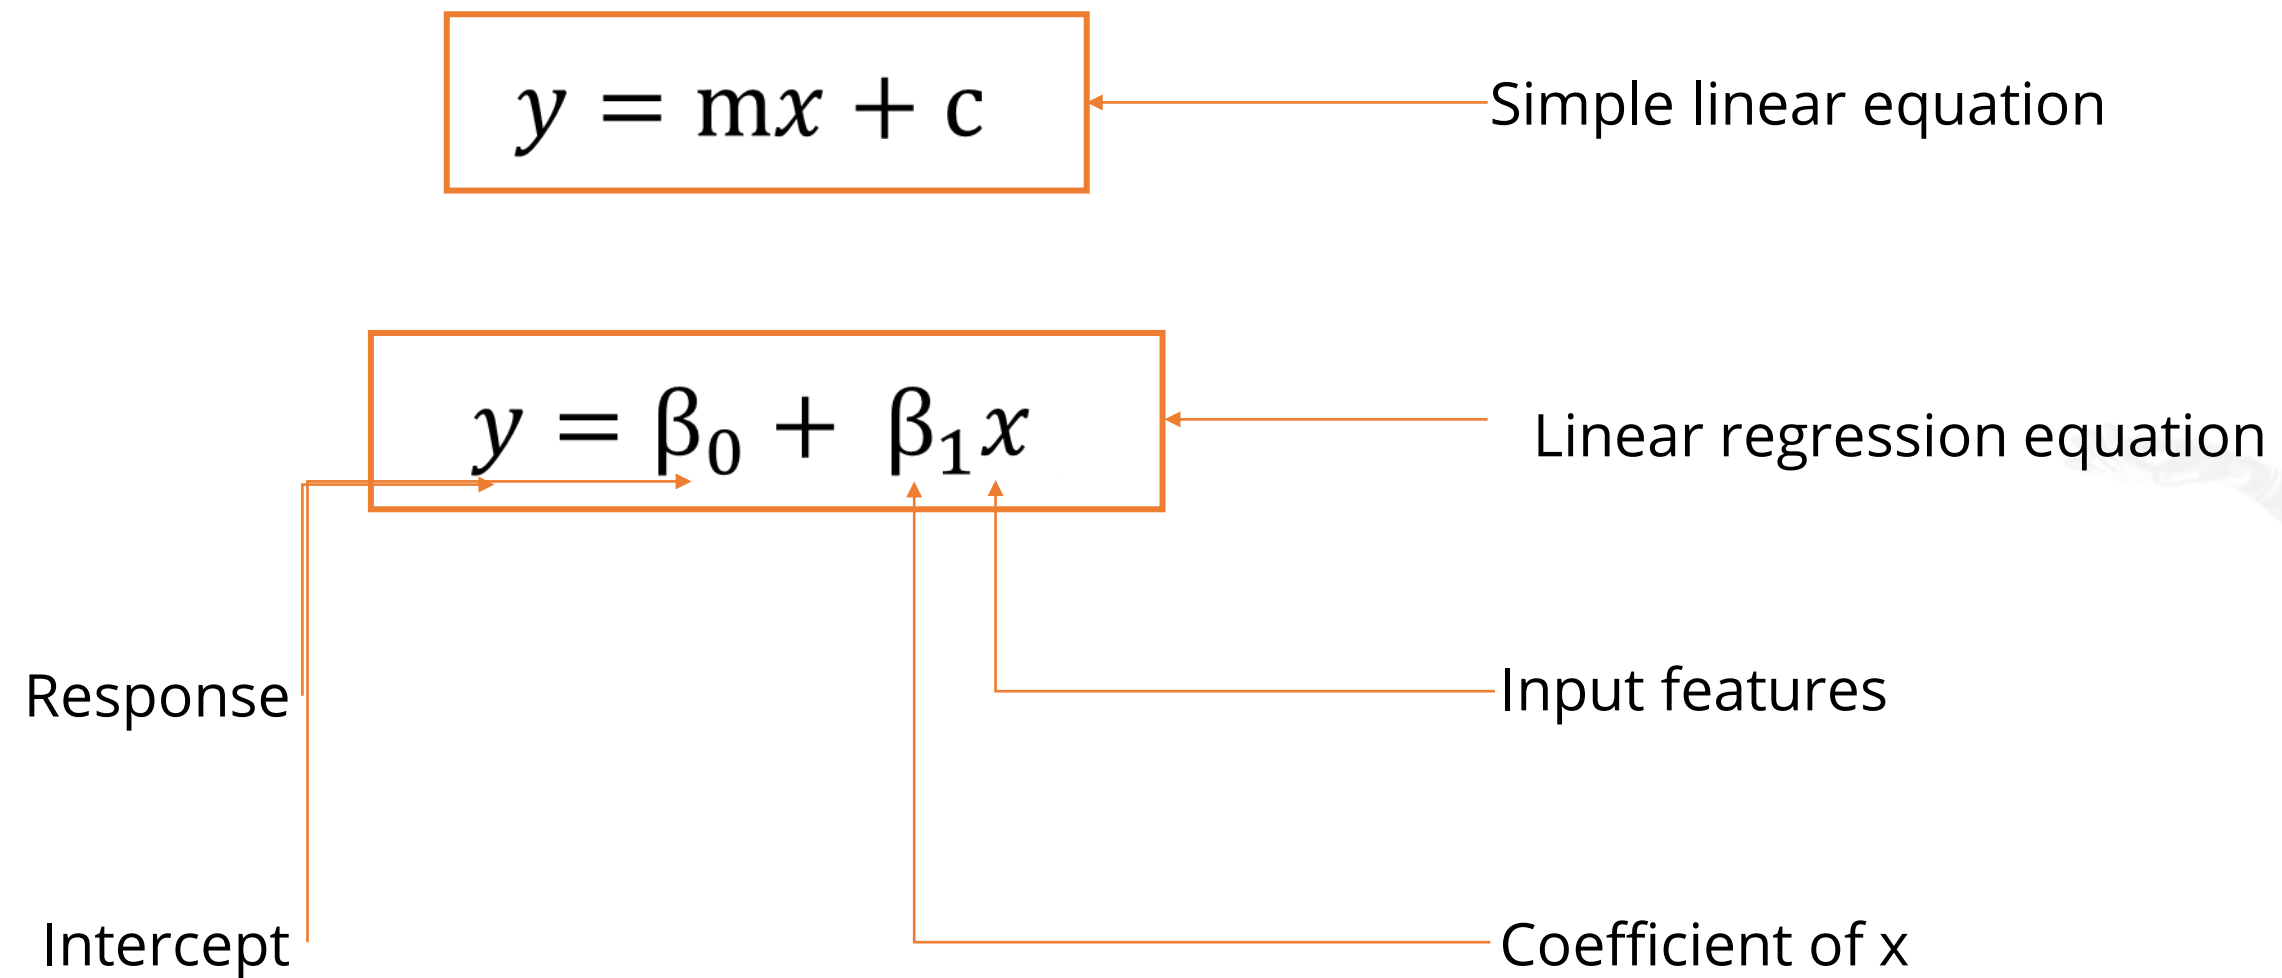 y = mx + c
Simple linear equation
y = β₀ + β₁x
Linear regression equation
Response
Input features
Intercept
Coefficient of x